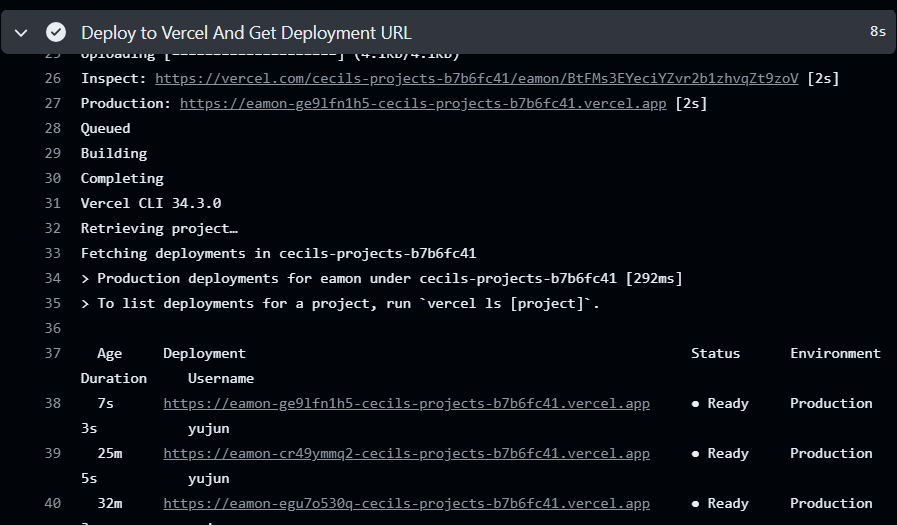 Deploy to Vercel And Get Deployment URL 8s
25 Uploading [--------------------] (4.1KB/4.1KB)
26 Inspect: https://vercel.com/cecils-projects-b7b6fc41/eamon/BtFMs3EYeciYZvr2b1zhvqZt9zoV [2s]
27 Production: https://eamon-ge9lfn1h5-cecils-projects-b7b6fc41.vercel.app [2s]
28 Queued
29 Building
30 Completing
31 Vercel CLI 34.3.0
32 Retrieving project…
33 Fetching deployments in cecils-projects-b7b6fc41
34 > Production deployments for eamon under cecils-projects-b7b6fc41 [292ms]
35 > To list deployments for a project, run `vercel ls [project]`.
36
37 Age Deployment Status Environment
Duration Username
38 7s https://eamon-ge9lfn1h5-cecils-projects-b7b6fc41.vercel.app ● Ready Production
3s yujun
39 25m https://eamon-cr49ymmq2-cecils-projects-b7b6fc41.vercel.app ● Ready Production
5s yujun
40 32m https://eamon-egu7o530q-cecils-projects-b7b6fc41.vercel.app ● Ready Production